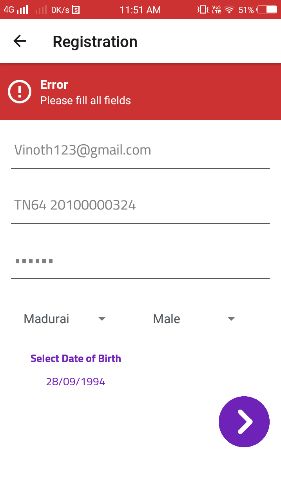 4G 0K/s 11:51 AM 51%
Registration
Error
Please fill all fields
Vinoth123@gmail.com
TN64 20100000324
Madurai Male
Select Date of Birth
28/09/1994